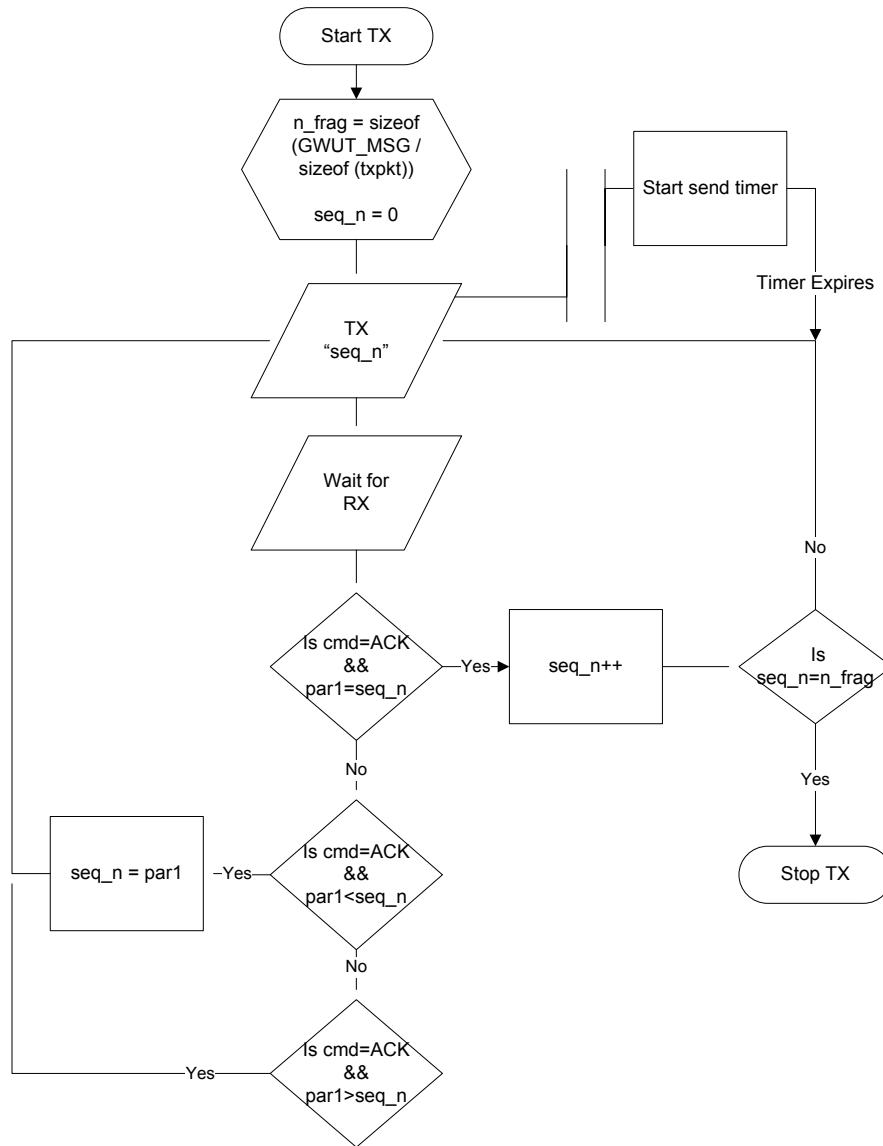 Start TX
n_frag = sizeof
(GWUT_MSG /
sizeof (txpkt))
seq_n = 0
Start send timer
Timer Expires
TX
“seq_n”
Wait for
RX
No
Is cmd=ACK
&&
par1=seq_n
Yes
seq_n++
Is
seq_n=n_frag
No
Yes
seq_n = par1
Yes
Is cmd=ACK
&&
par1<seq_n
Stop TX
No
Is cmd=ACK
&&
par1>seq_n
Yes